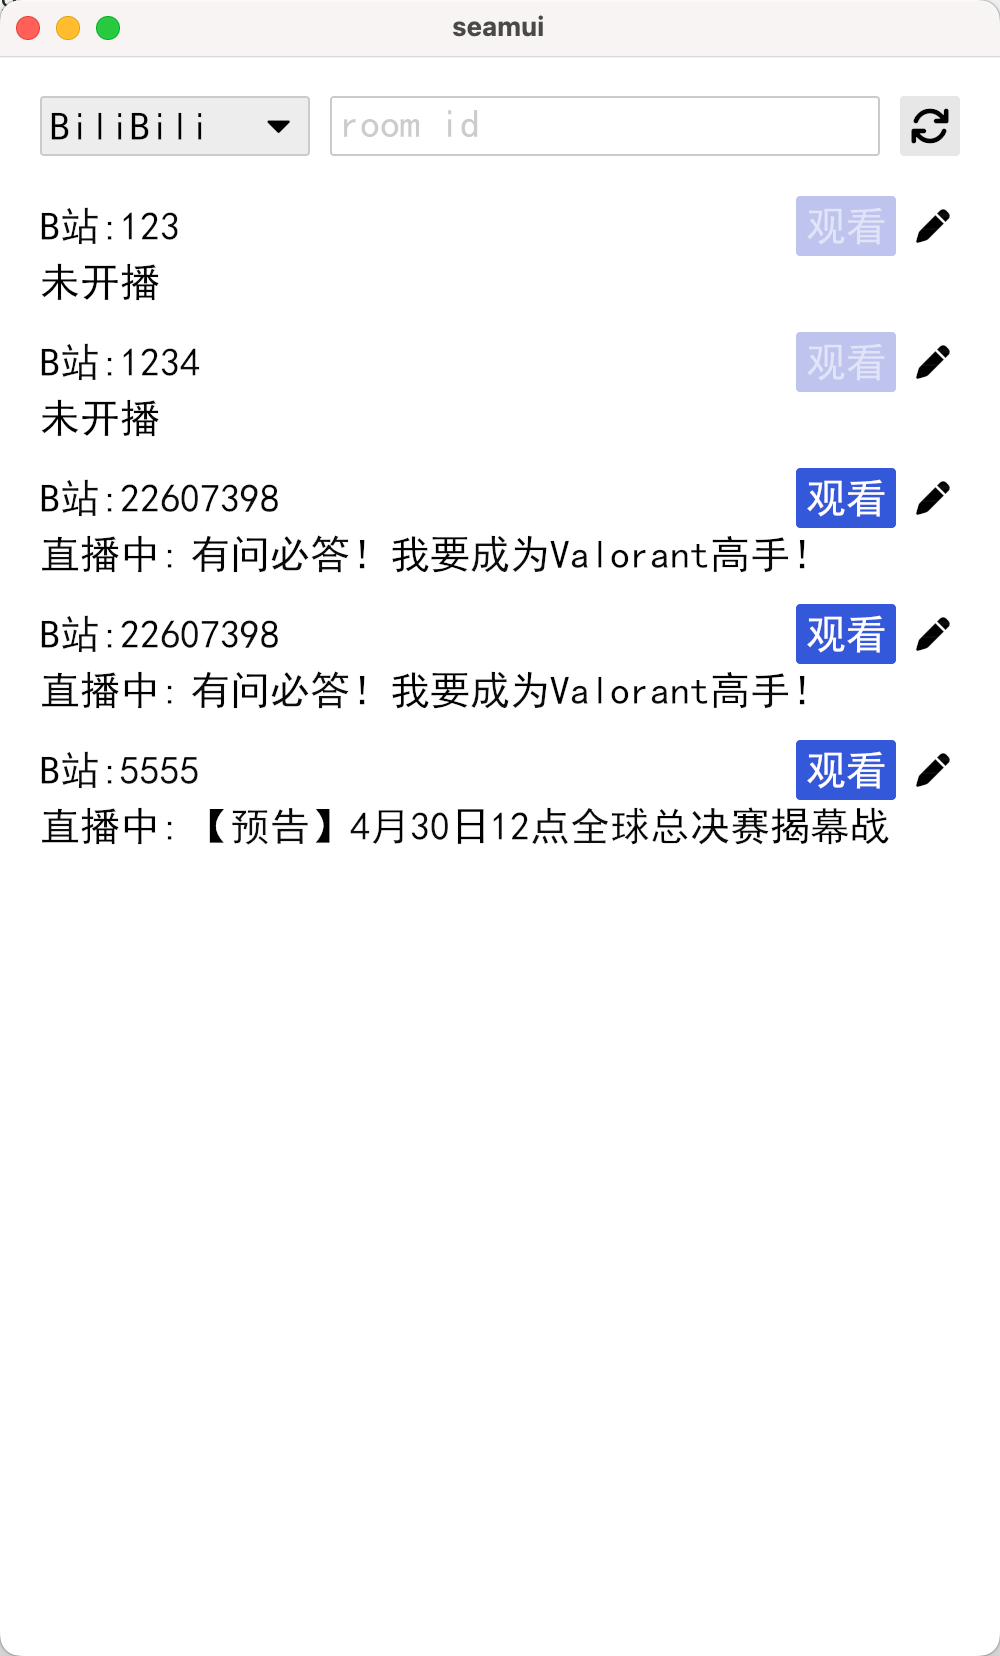 seamui
BiliBili
room id
B站:123
观看
未开播
B站:1234
观看
未开播
B站:22607398
观看
直播中: 有问必答！我要成为Valorant高手！
B站:22607398
观看
直播中: 有问必答！我要成为Valorant高手！
B站:5555
观看
直播中: 【预告】4月30日12点全球总决赛揭幕战